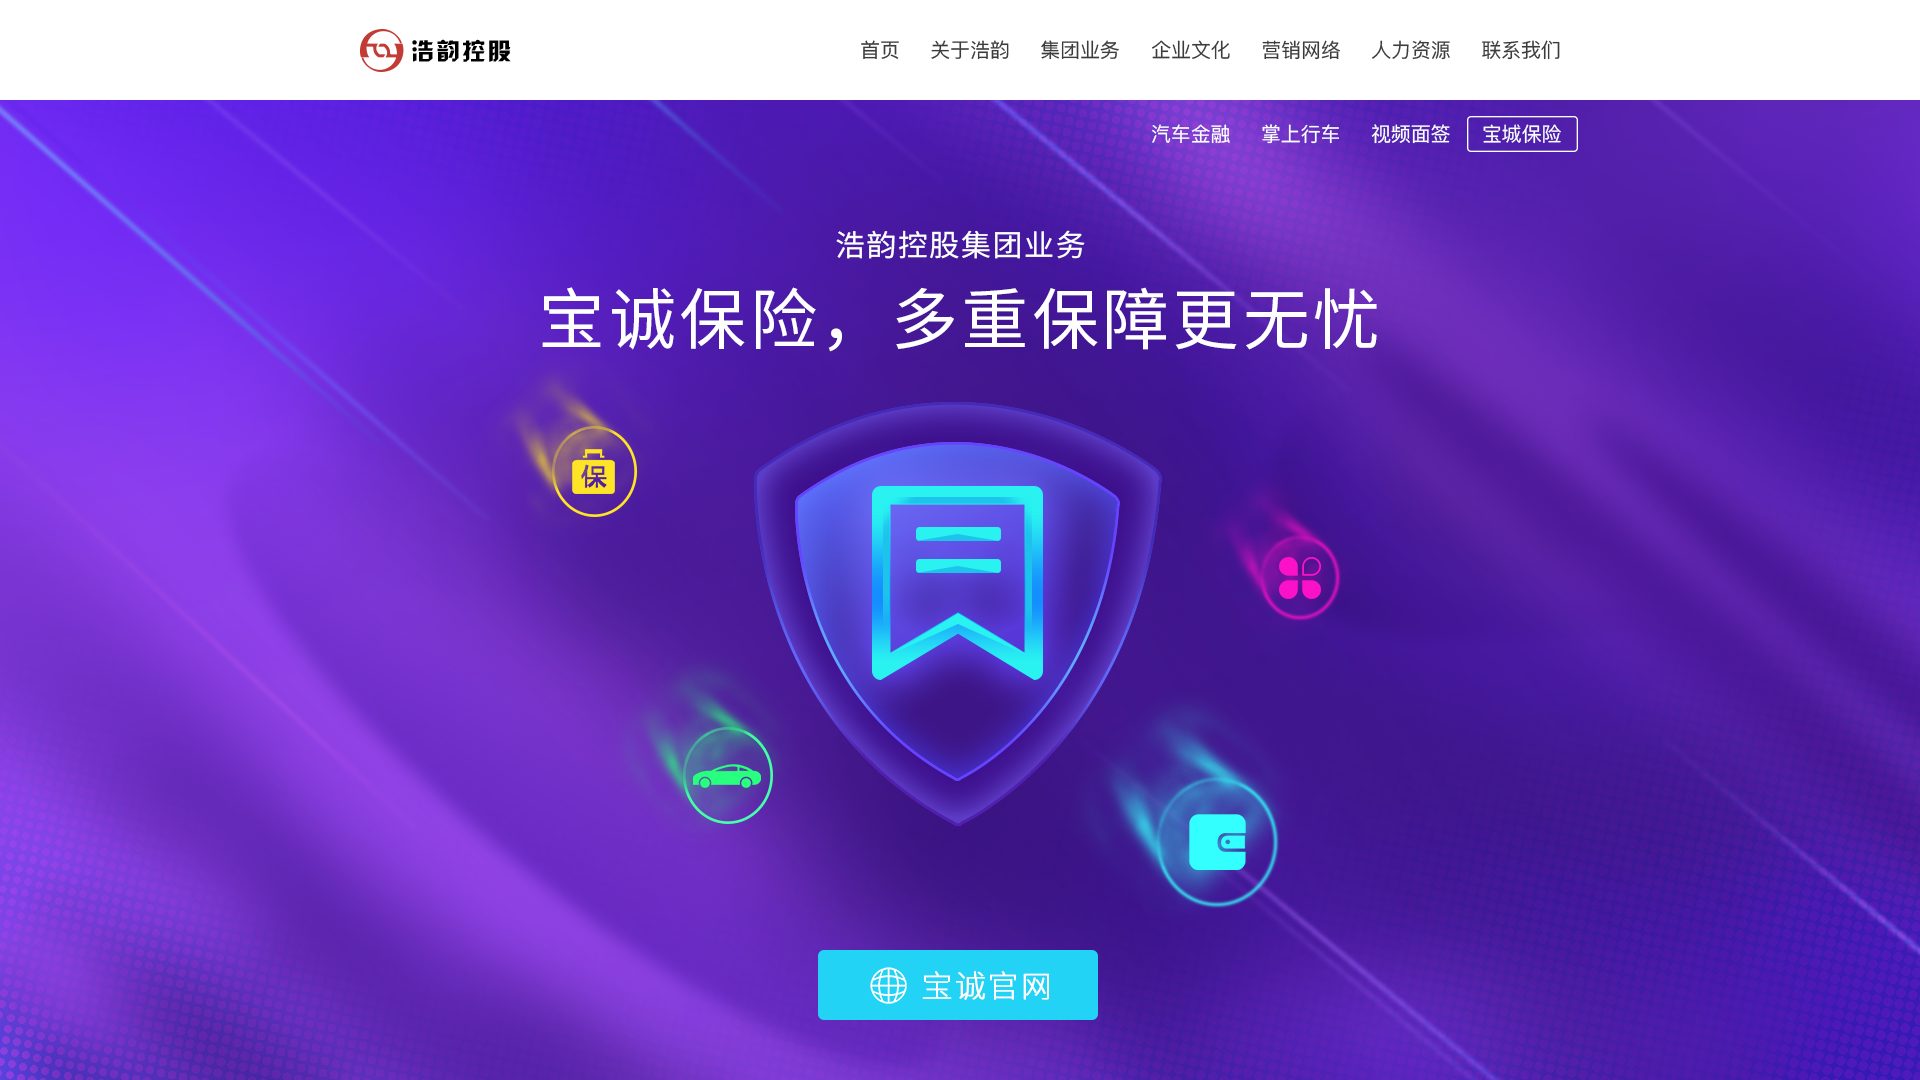 浩韵控股
首页 关于浩韵 集团业务 企业文化 营销网络 人力资源 联系我们
汽车金融 掌上行车 视频面签 宝城保险
浩韵控股集团业务
宝诚保险，多重保障更无忧
保
宝诚官网